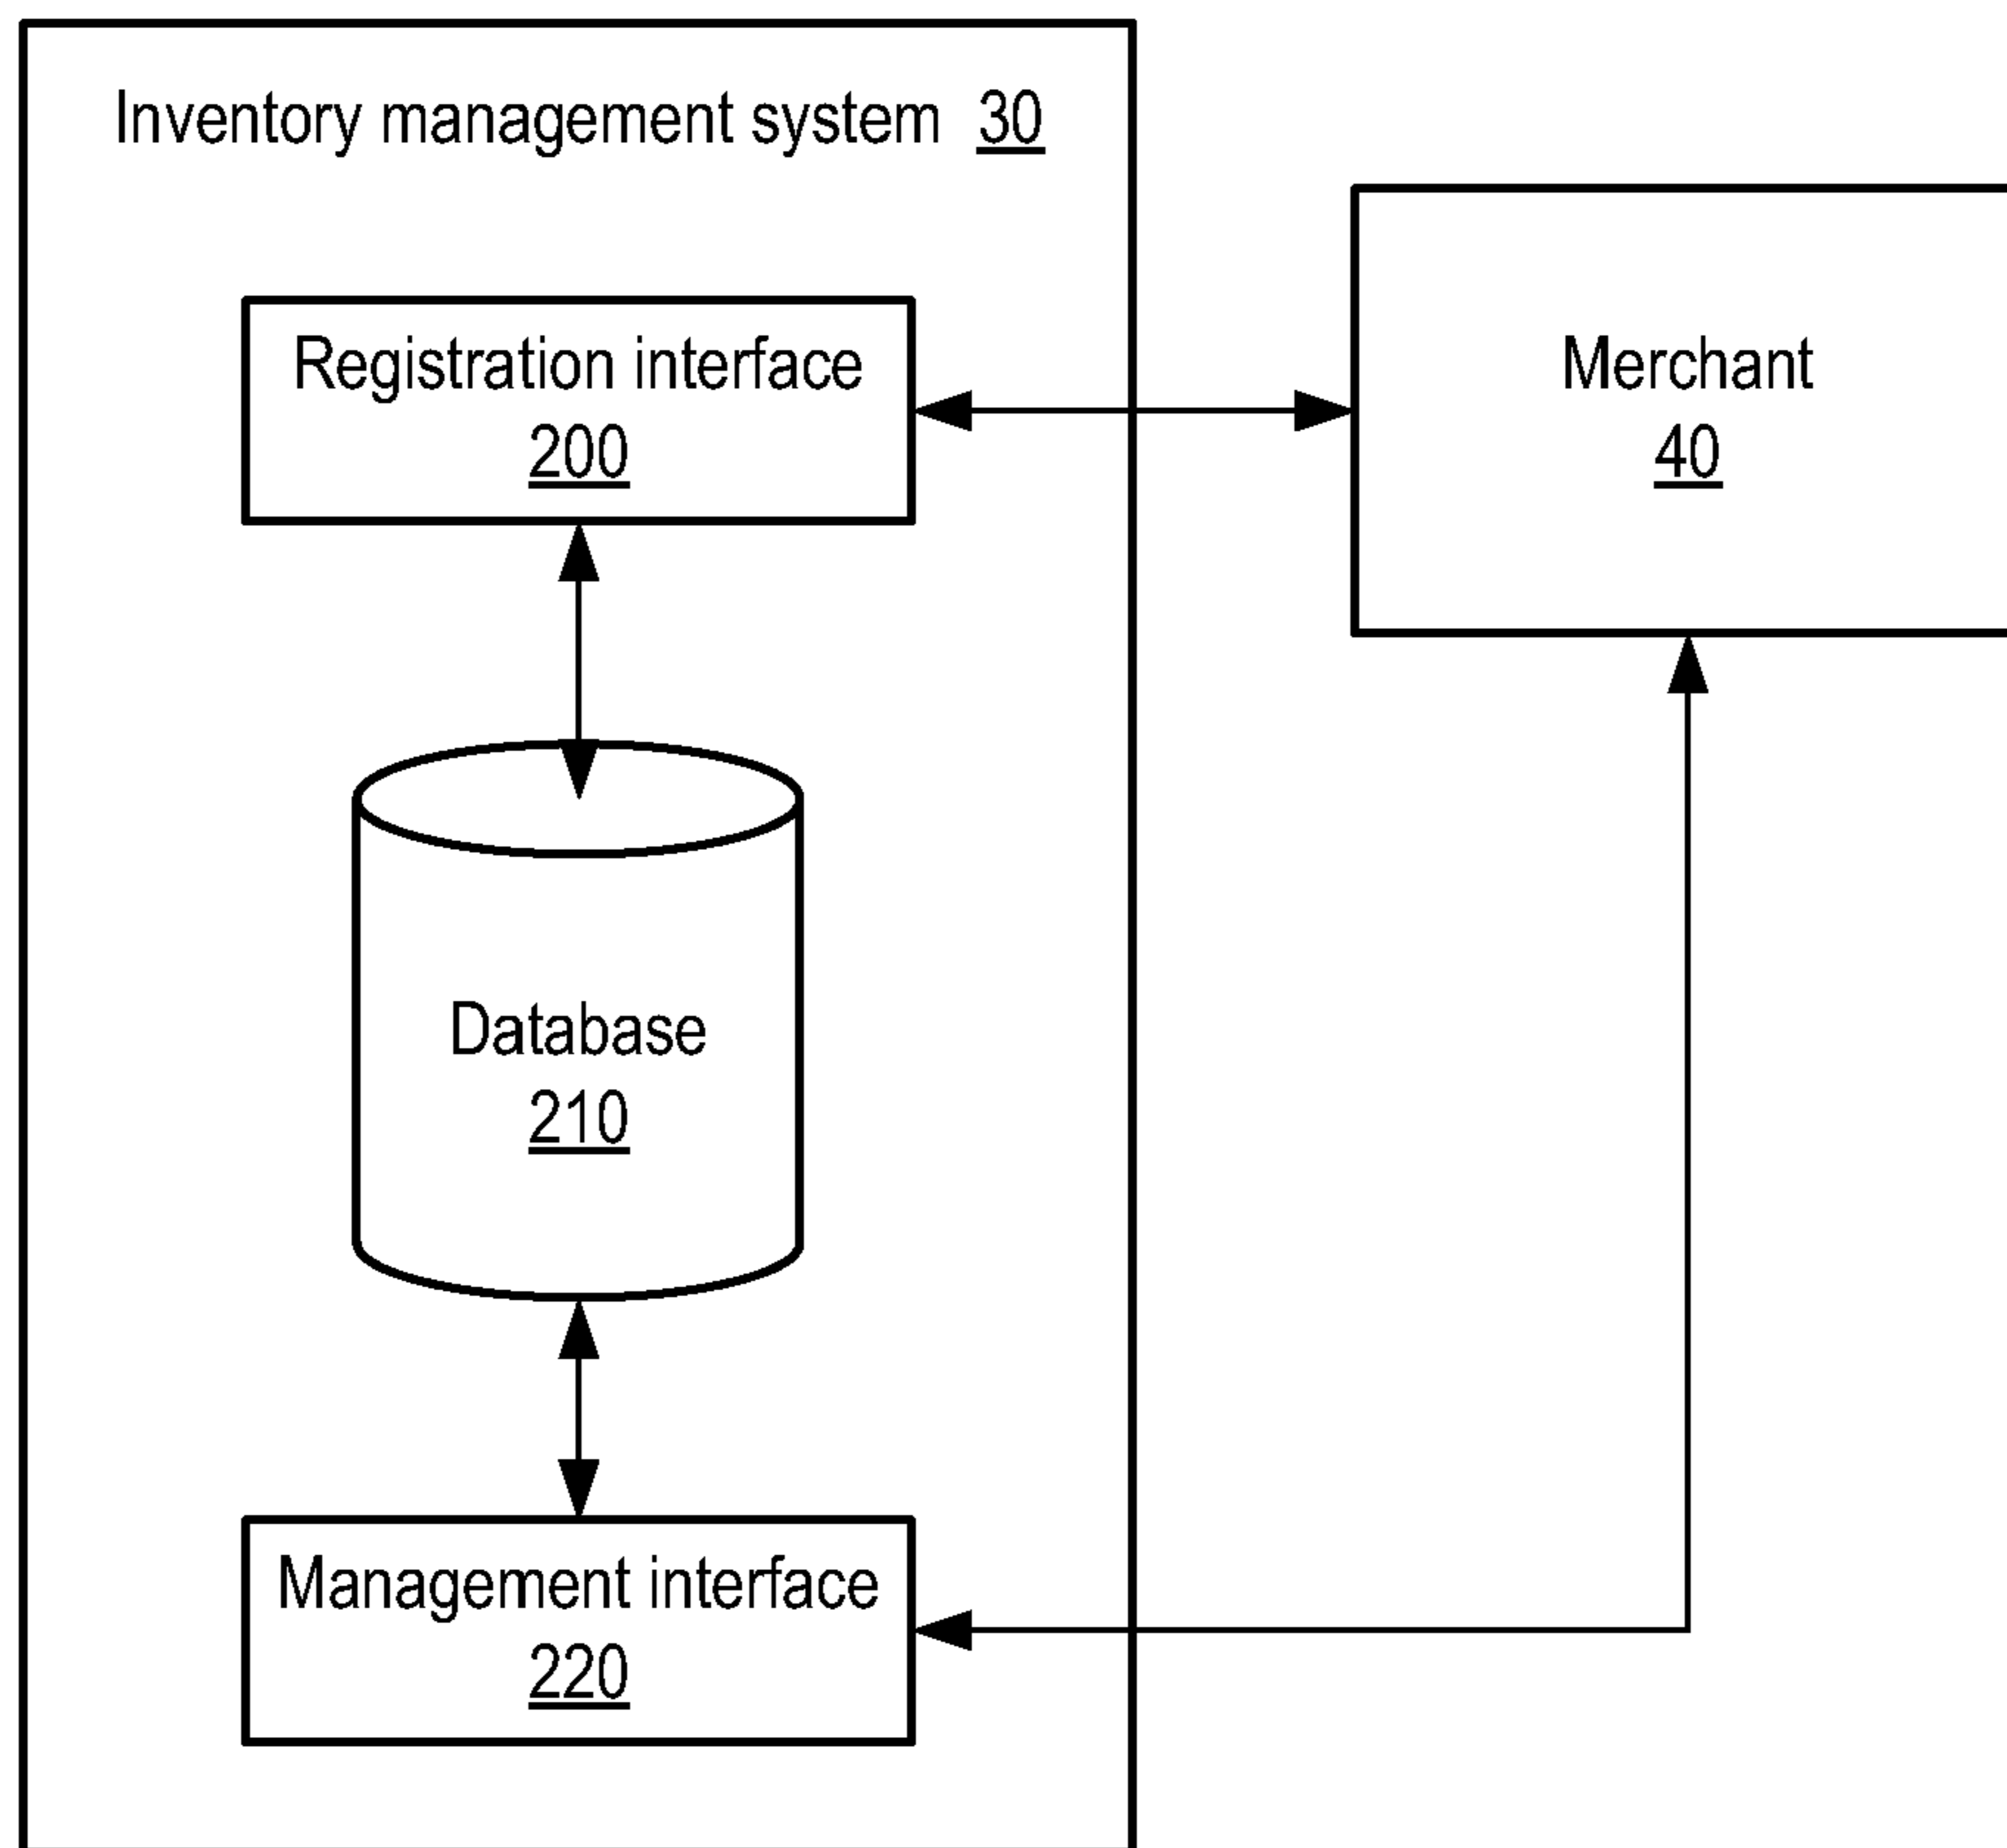 Inventory management system 30
Registration interface
200
Merchant
40
Database
210
Management interface
220